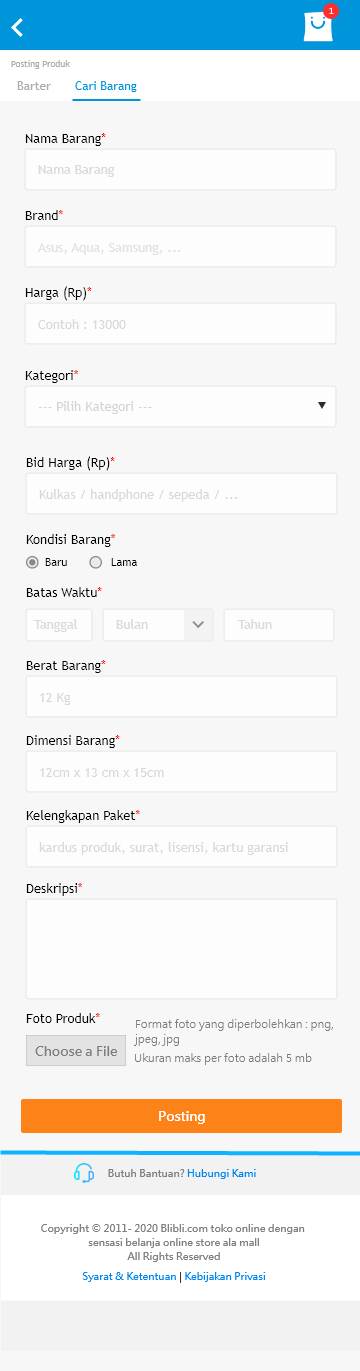 1
Posting Produk
Barter
Cari Barang
Nama Barang*
Nama Barang
Brand*
Asus, Aqua, Samsung, ...
Harga (Rp)*
Contoh : 13000
Kategori*
--- Pilih Kategori ---
Bid Harga (Rp)*
Kulkas / handphone / sepeda / ...
Kondisi Barang*
Baru
Lama
Batas Waktu*
Tanggal
Bulan
Tahun
Berat Barang*
12 Kg
Dimensi Barang*
12cm x 13 cm x 15cm
Kelengkapan Paket*
kardus produk, surat, lisensi, kartu garansi
Deskripsi*
Foto Produk*
Choose a File
Format foto yang diperbolehkan : png,
jpeg, jpg
Ukuran maks per foto adalah 5 mb
Posting
Butuh Bantuan? Hubungi Kami
Copyright © 2011- 2020 Blibli.com toko online dengan
sensasi belanja online store ala mall
All Rights Reserved
Syarat & Ketentuan | Kebijakan Privasi